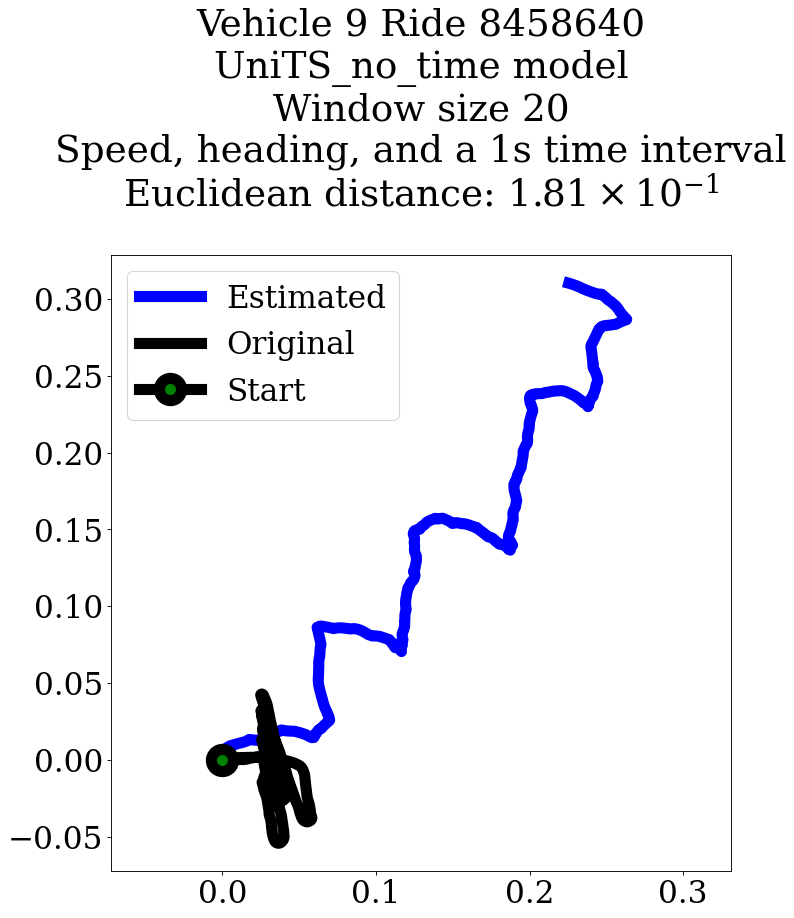 Vehicle 9 Ride 8458640
UniTS_no_time model
Window size 20
Speed, heading, and a 1s time interval
Euclidean distance: 1.81 × 10⁻¹
Estimated
Original
Start
0.30
0.25
0.20
0.15
0.10
0.05
0.00
−0.05
0.0 0.1 0.2 0.3